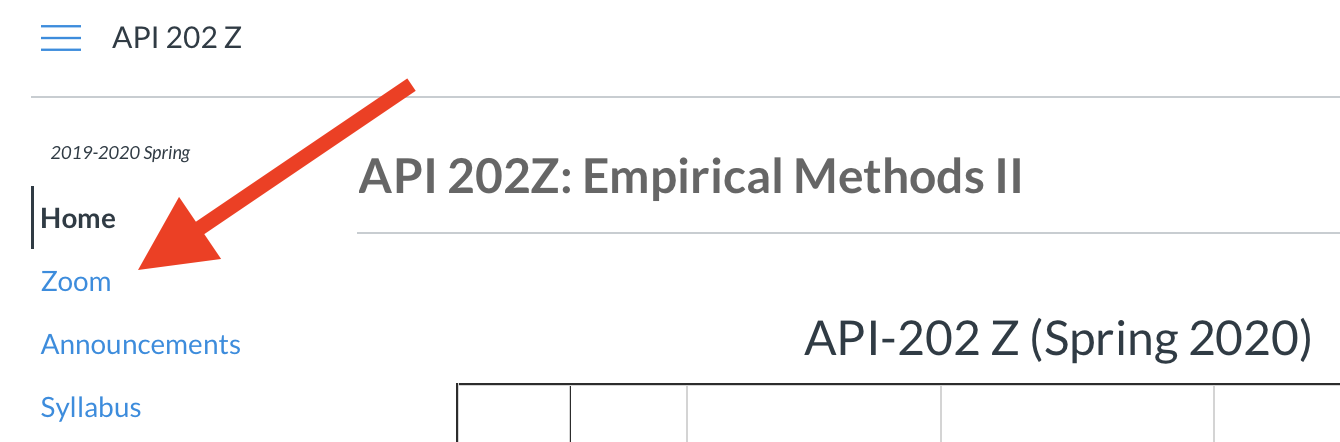 API 202 Z
2019-2020 Spring
API 202Z: Empirical Methods II
Home
Zoom
Announcements
Syllabus
API-202 Z (Spring 2020)